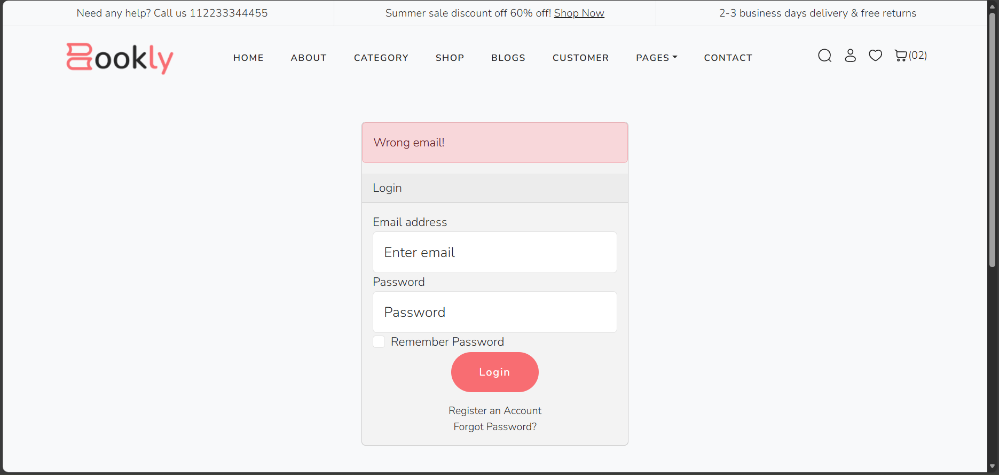 Need any help? Call us 112233344455
Summer sale discount off 60% off! Shop Now
2-3 business days delivery & free returns
Bookly
HOME
ABOUT
CATEGORY
SHOP
BLOGS
CUSTOMER
PAGES
CONTACT
(02)
Wrong email!
Login
Email address
Enter email
Password
Password
Remember Password
Login
Register an Account
Forgot Password?